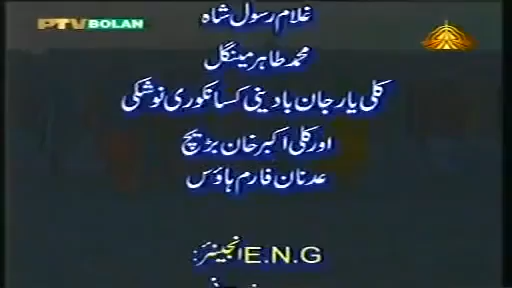 PTV BOLAN
غلام رسول شاہ
محمد طاہر مینگل
کلی یار جان بادینی کسانکوری نوشکی
اور کلی اکبر خان بڑیچ
عدنان فارم ہاؤس
E.N.G انجینئر: